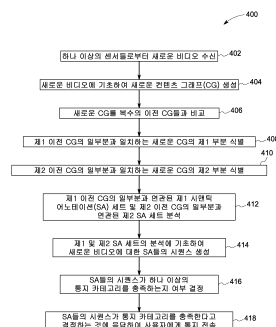 400
하나 이상의 센서들로부터 새로운 비디오 수신
402
새로운 비디오에 기초하여 새로운 컨텐츠 그래프(CG) 생성
404
새로운 CG를 복수의 이전 CG들과 비교
406
제1 이전 CG의 일부분과 일치하는 새로운 CG의 제1 부분 식별
408
410
제2 이전 CG의 일부분과 일치하는 새로운 CG의 제2 부분 식별
제1 이전 CG의 일부분과 연관된 제1 시맨틱
어노테이션(SA) 세트 및 제2 이전 CG의 일부분과
연관된 제2 SA 세트 분석
412
제1 및 제2 SA 세트의 분석에 기초하여
새로운 비디오에 대한 SA들의 시퀀스 생성
414
SA들의 시퀀스가 하나 이상의
통지 카테고리를 충족하는지 여부 결정
416
SA들의 시퀀스가 통지 카테고리를 충족한다고
결정하는 것에 응답하여 사용자에게 통지 전송
418